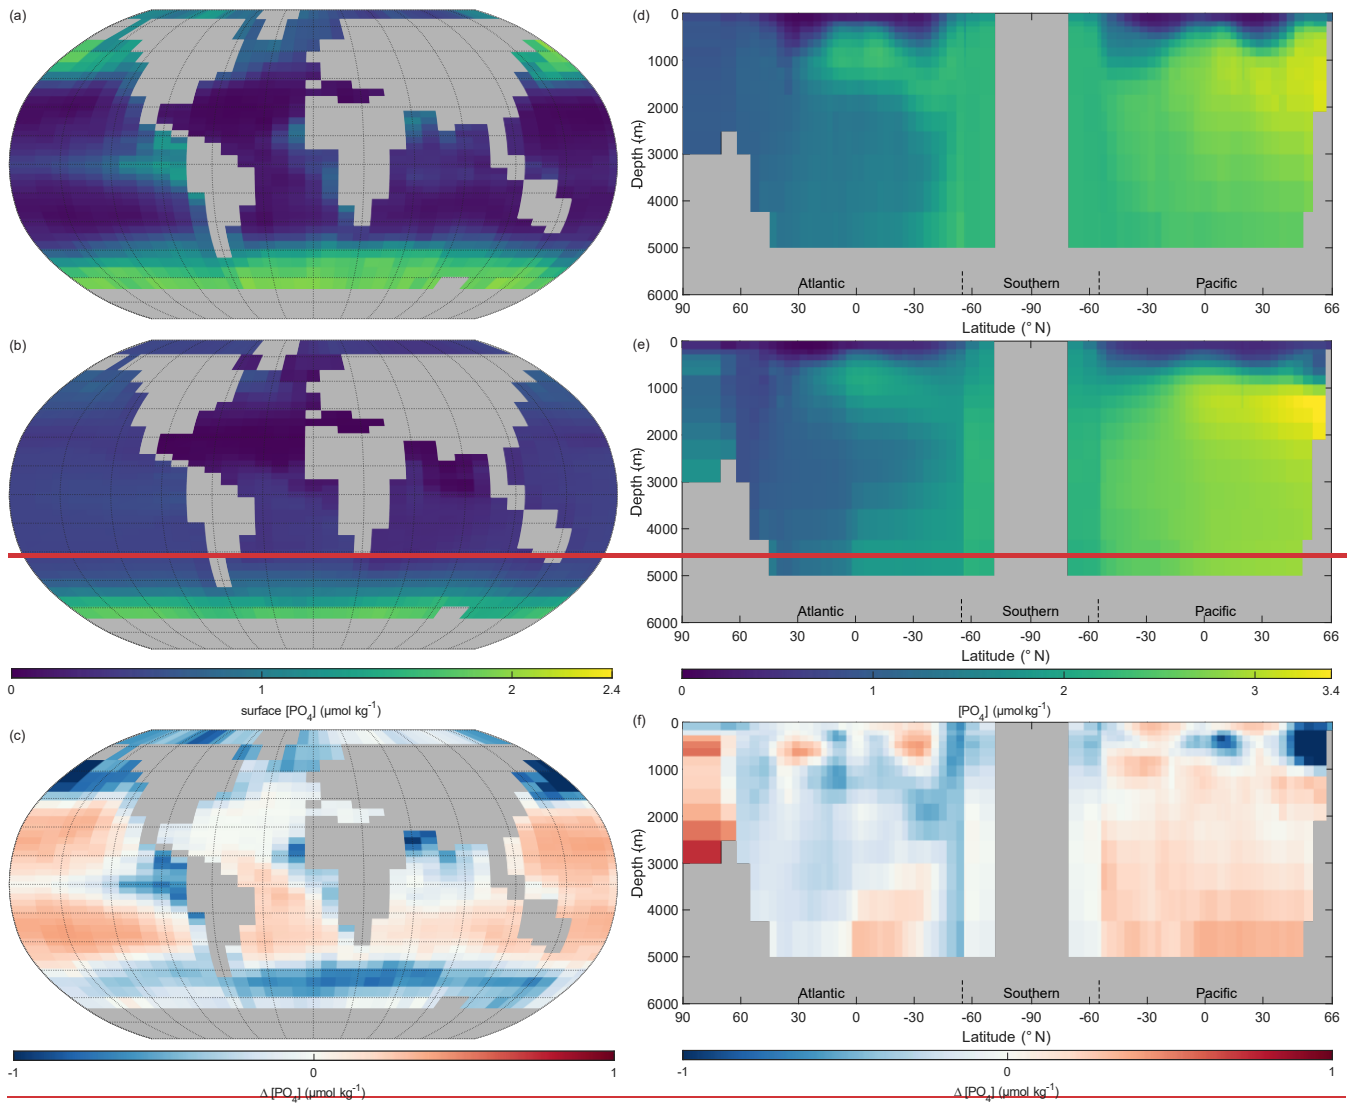 (a)
(b)
0 1 2 2.4
surface [PO4] (μmol kg-1)
(c)
-1 0 1
Δ [PO4] (μmol kg-1)
(d)
0
1000
2000
3000
4000
5000
6000
Depth (m)
Atlantic Southern Pacific
90 60 30 0 -30 -60 -90 -60 -30 0 30 66
Latitude (° N)
(e)
0
1000
2000
3000
4000
5000
6000
Depth (m)
Atlantic Southern Pacific
90 60 30 0 -30 -60 -90 -60 -30 0 30 66
Latitude (° N)
0 1 2 3 3.4
[PO4] (μmol kg-1)
(f)
0
1000
2000
3000
4000
5000
6000
Depth (m)
Atlantic Southern Pacific
90 60 30 0 -30 -60 -90 -60 -30 0 30 66
Latitude (° N)
-1 0 1
Δ [PO4] (μmol kg-1)